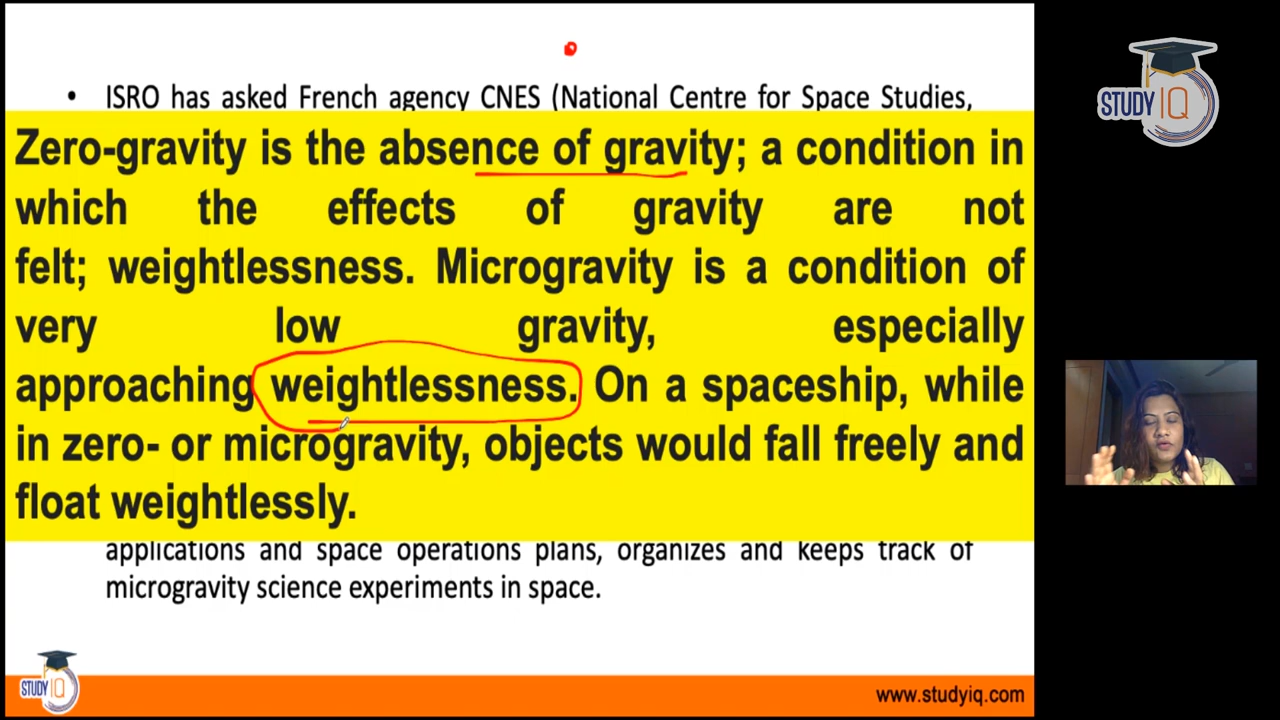 • ISRO has asked French agency CNES (National Centre for Space Studies,
Zero-gravity is the absence of gravity; a condition in
which the effects of gravity are not
felt; weightlessness. Microgravity is a condition of
very low gravity, especially
approaching weightlessness. On a spaceship, while
in zero- or microgravity, objects would fall freely and
float weightlessly.
applications and space operations plans, organizes and keeps track of
microgravity science experiments in space.
STUDY IQ
www.studyiq.com
STUDY IQ